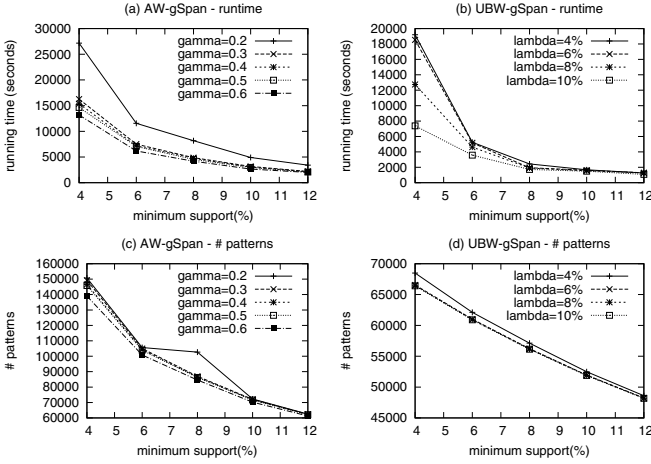 (a) AW-gSpan - runtime
running time (seconds)
30000
25000
20000
15000
10000
5000
0
gamma=0.2
gamma=0.3
gamma=0.4
gamma=0.5
gamma=0.6
4 5 6 7 8 9 10 11 12
minimum support(%)
(b) UBW-gSpan - runtime
running time (seconds)
20000
18000
16000
14000
12000
10000
8000
6000
4000
2000
0
lambda=4%
lambda=6%
lambda=8%
lambda=10%
4 5 6 7 8 9 10 11 12
minimum support(%)
(c) AW-gSpan - # patterns
# patterns
160000
150000
140000
130000
120000
110000
100000
90000
80000
70000
60000
gamma=0.2
gamma=0.3
gamma=0.4
gamma=0.5
gamma=0.6
4 5 6 7 8 9 10 11 12
minimum support(%)
(d) UBW-gSpan - # patterns
# patterns
70000
65000
60000
55000
50000
45000
lambda=4%
lambda=6%
lambda=8%
lambda=10%
4 5 6 7 8 9 10 11 12
minimum support(%)